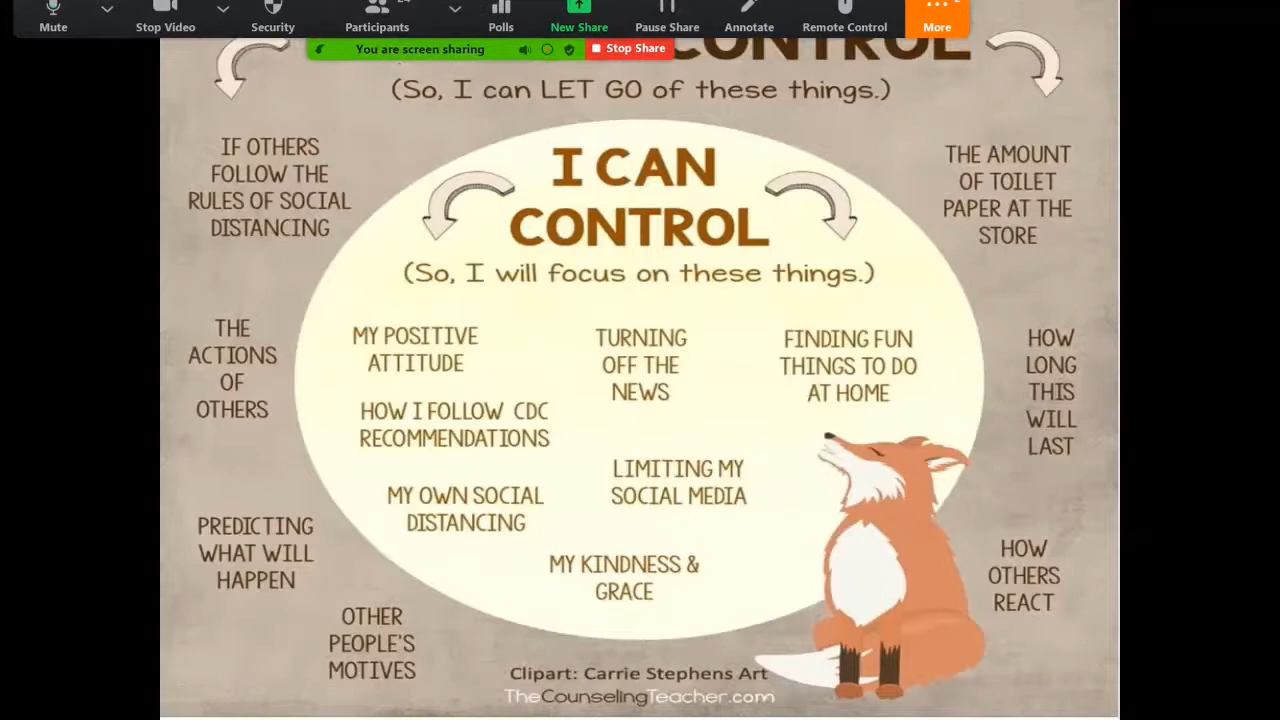 Mute
Stop Video
Security
Participants
Polls
New Share
Pause Share
Annotate
Remote Control
More
You are screen sharing
Stop Share
CONTROL
(So, I can LET GO of these things.)
IF OTHERS
FOLLOW THE
RULES OF SOCIAL
DISTANCING
THE AMOUNT
OF TOILET
PAPER AT THE
STORE
I CAN
CONTROL
(So, I will focus on these things.)
THE
ACTIONS
OF
OTHERS
MY POSITIVE
ATTITUDE
TURNING
OFF THE
NEWS
FINDING FUN
THINGS TO DO
AT HOME
HOW
LONG
THIS
WILL
LAST
HOW I FOLLOW CDC
RECOMMENDATIONS
LIMITING MY
SOCIAL MEDIA
MY OWN SOCIAL
DISTANCING
PREDICTING
WHAT WILL
HAPPEN
MY KINDNESS &
GRACE
HOW
OTHERS
REACT
OTHER
PEOPLE'S
MOTIVES
Clipart: Carrie Stephens Art
TheCounselingTeacher.com